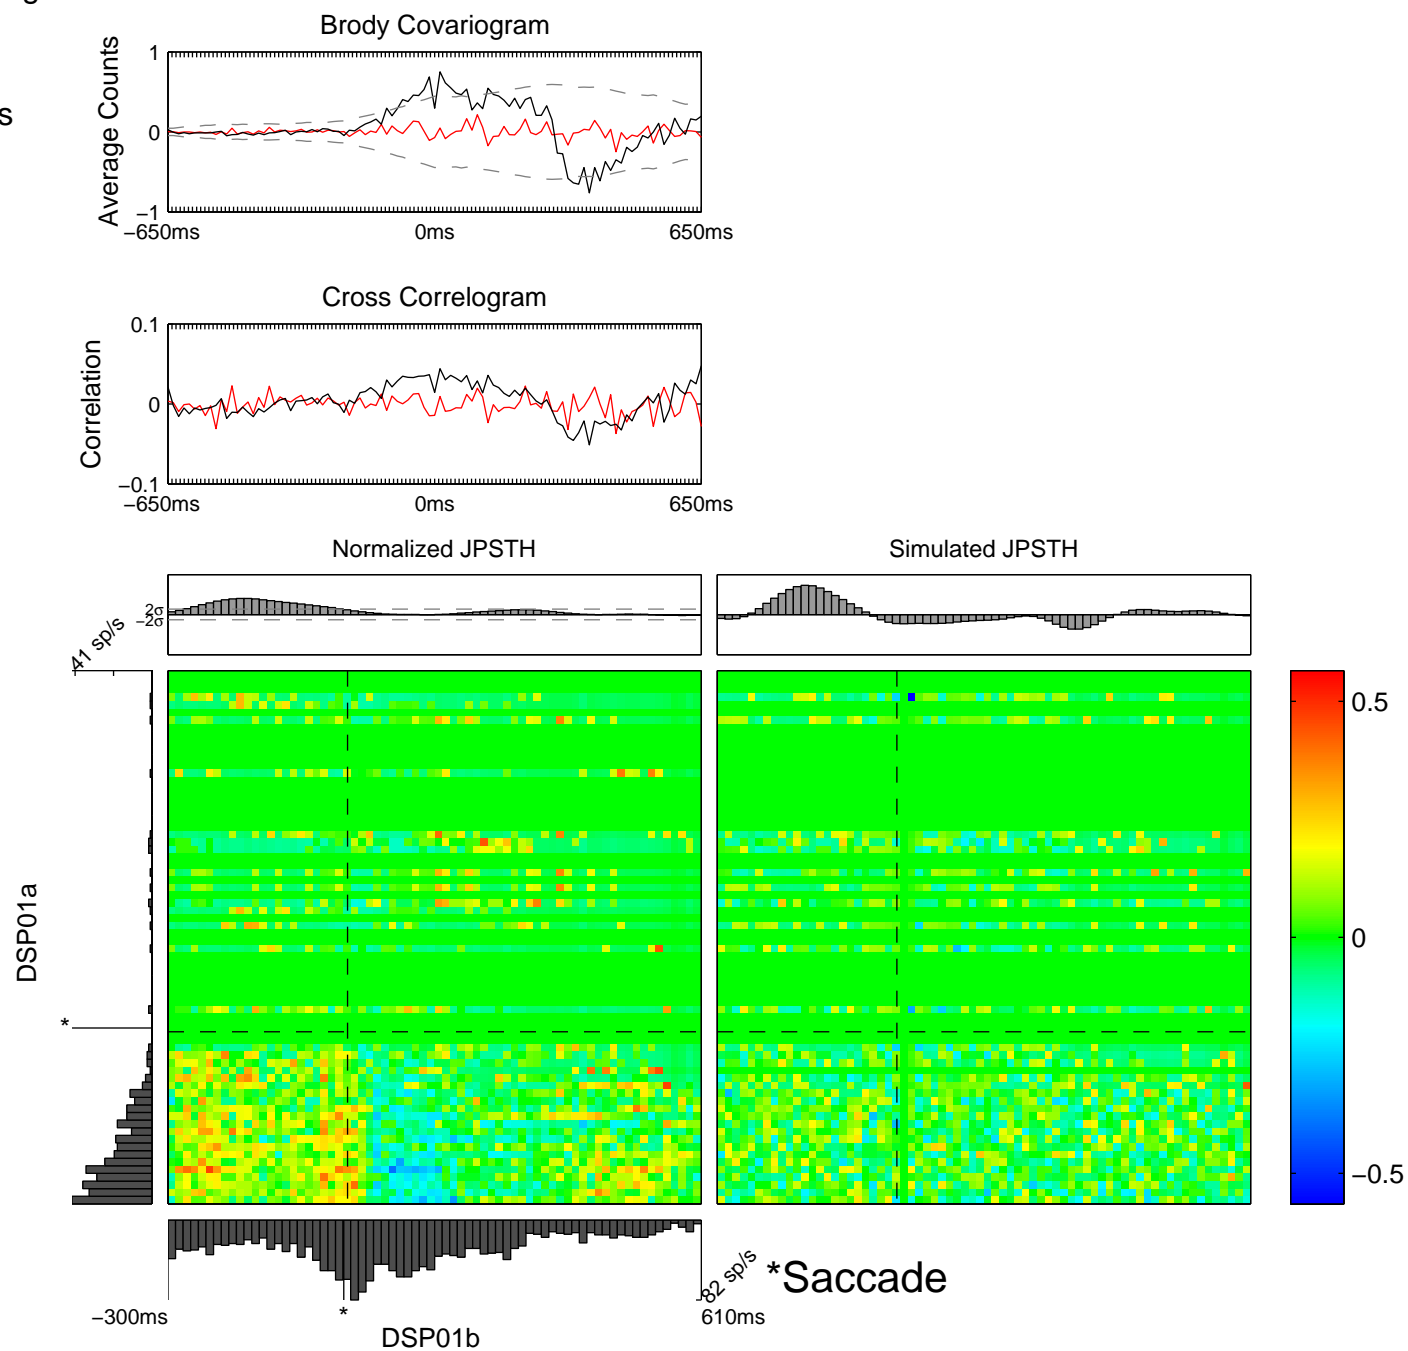 g
Brody Covariogram
s
Average Counts
1
0
−1
−650ms
0ms
650ms
Cross Correlogram
Correlation
0.1
0
−0.1
−650ms
0ms
650ms
Normalized JPSTH
Simulated JPSTH
2σ
−2σ
41 sp/s
DSP01a
*
0.5
0
−0.5
82 sp/s
*Saccade
−300ms
*
610ms
DSP01b